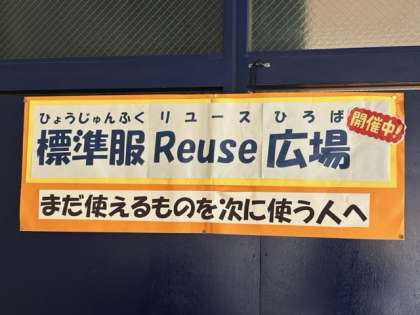 ひょうじゅんふく リユース ひろば
標準服 Reuse 広場
開催中!
まだ使えるものを次に使う人へ